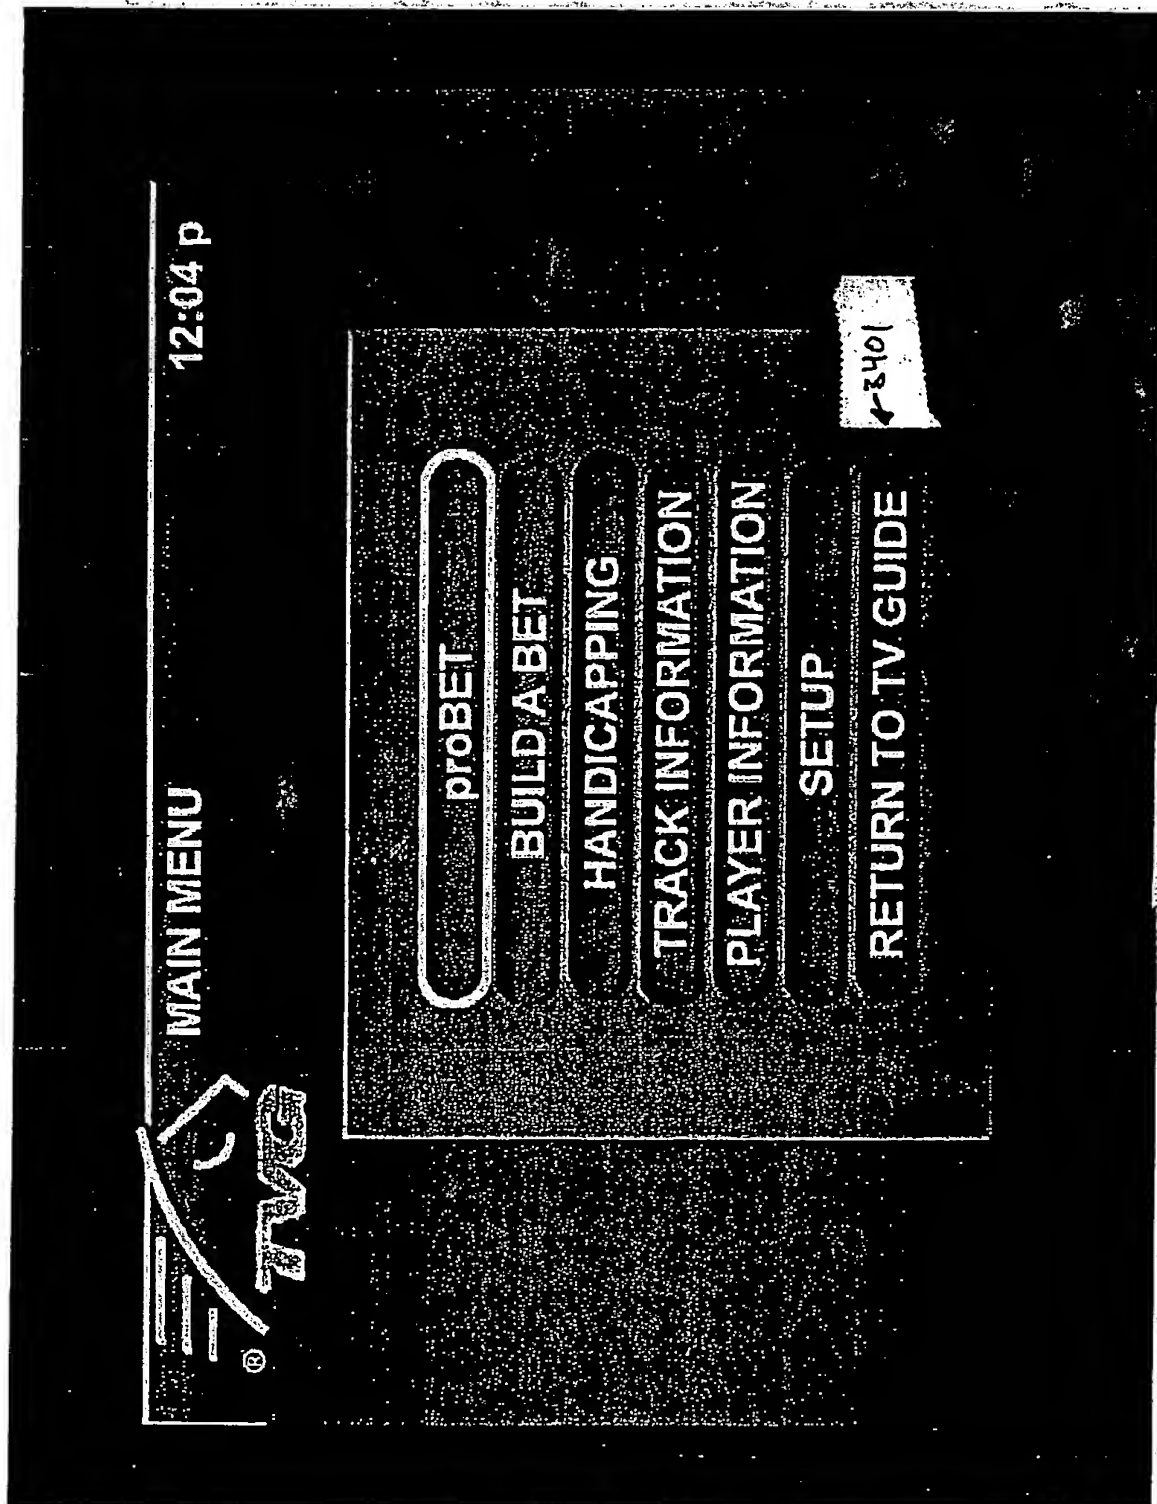 MAIN MENU 12:04 p
TVG
®
proBET
BUILD A BET
HANDICAPPING
TRACK INFORMATION
PLAYER INFORMATION
SETUP
RETURN TO TV GUIDE
3401